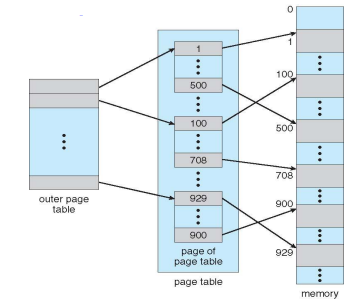 0
1
1
100
500
500
100
708
708
900
929
929
900
outer page
table
page of
page table
page table
memory